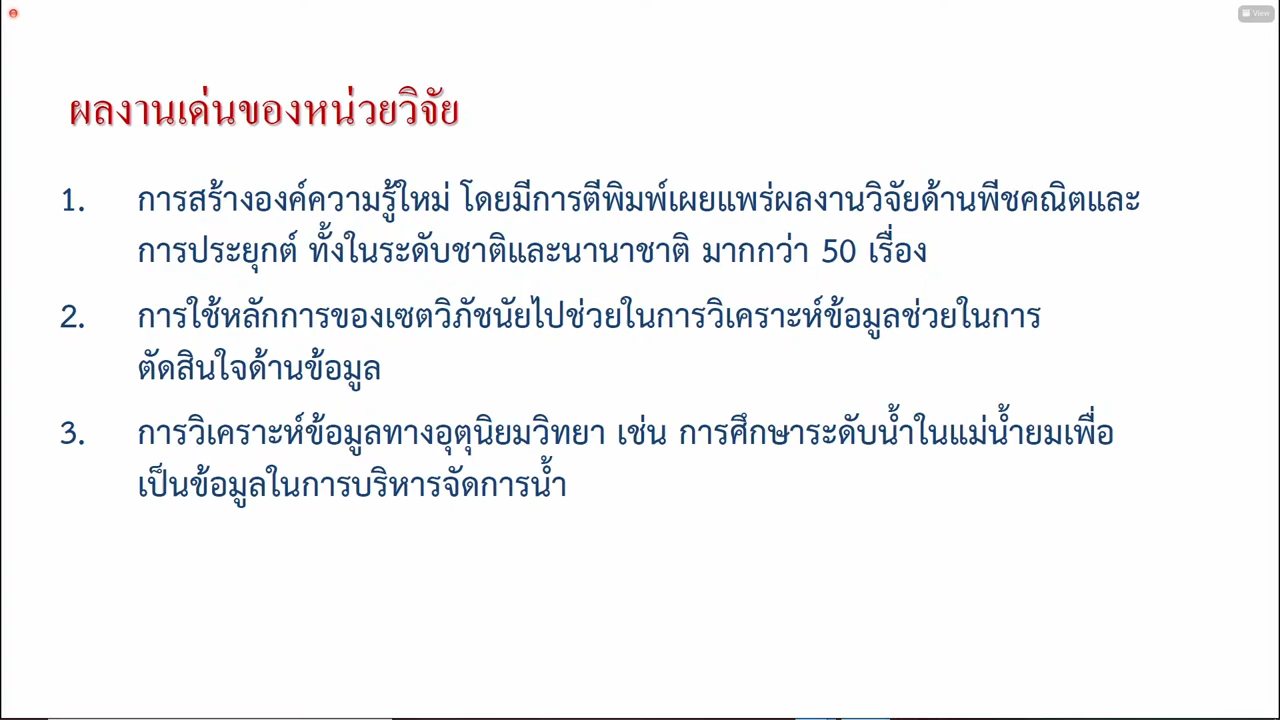 View
ผลงานเด่นของหน่วยวิจัย
1. การสร้างองค์ความรู้ใหม่ โดยมีการตีพิมพ์เผยแพร่ผลงานวิจัยด้านพีชคณิตและ
การประยุกต์ ทั้งในระดับชาติและนานาชาติ มากกว่า 50 เรื่อง
2. การใช้หลักการของเซตวิภัชนัยไปช่วยในการวิเคราะห์ข้อมูลช่วยในการ
ตัดสินใจด้านข้อมูล
3. การวิเคราะห์ข้อมูลทางอุตุนิยมวิทยา เช่น การศึกษาระดับน้ำในแม่น้ำยมเพื่อ
เป็นข้อมูลในการบริหารจัดการน้ำ